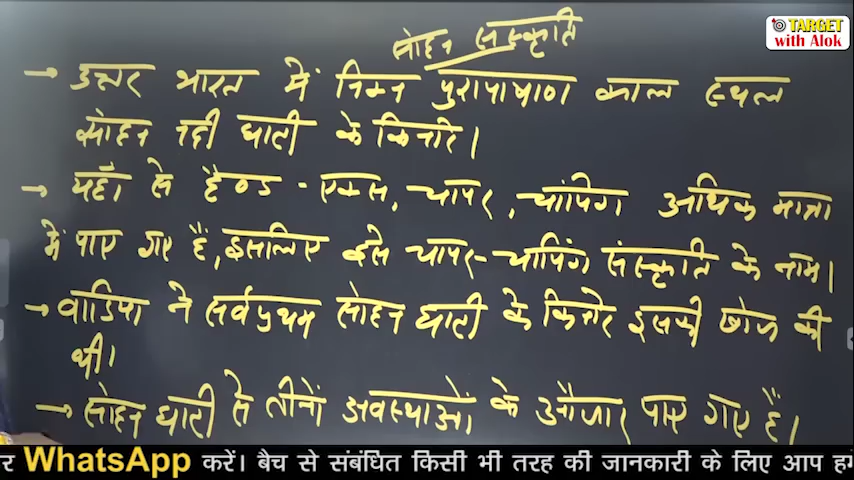 सोहन संस्कृति
TARGET
with Alok
→ उत्तर भारत में निम्न पुरापाषाण काल स्थल
सोहन नदी घाटी के किनारे।
→ यहाँ से हैण्ड-एक्स, चापर, चापिंग अधिक मात्रा
में पाए गए हैं, इसलिए इसे चापर-चापिंग संस्कृति के नाम।
→ वाडिया ने सर्वप्रथम सोहन घाटी के किनारे इसकी खोज की
थी।
→ सोहन घाटी से तीनों अवस्थाओं के औजार पाए गए हैं।
र WhatsApp करें। बैच से संबंधित किसी भी तरह की जानकारी के लिए आप हमे